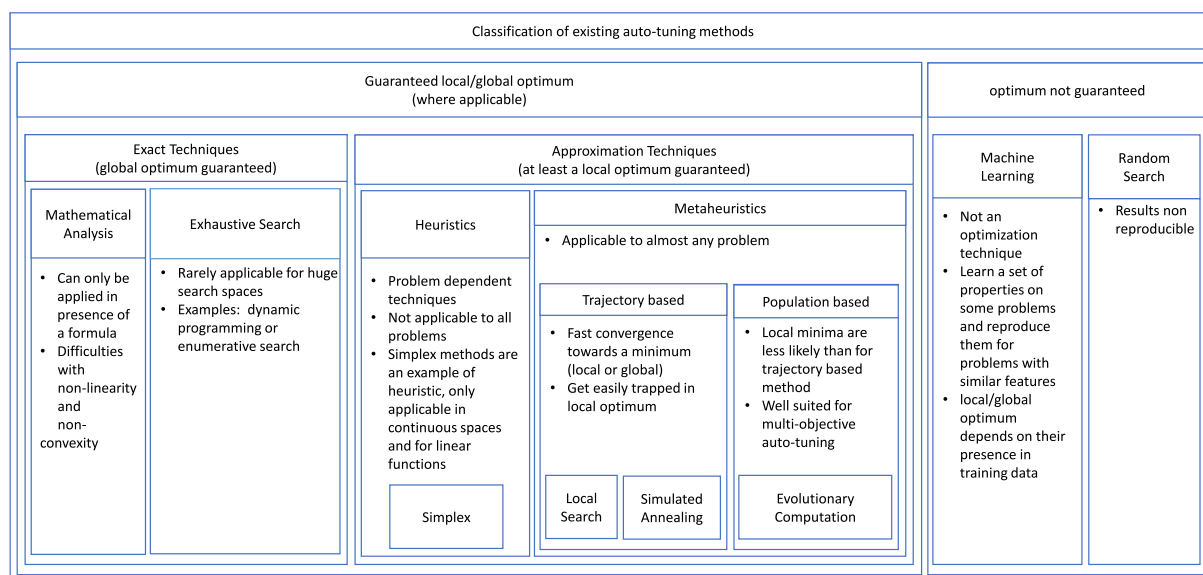 Classification of existing auto-tuning methods
Guaranteed local/global optimum
(where applicable)
optimum not guaranteed
Exact Techniques
(global optimum guaranteed)
Approximation Techniques
(at least a local optimum guaranteed)
Machine
Learning
Random
Search
Mathematical
Analysis
Exhaustive Search
Heuristics
Metaheuristics
• Applicable to almost any problem
• Can only be
applied in
presence of
a formula
• Difficulties
with
non-linearity
and
non-
convexity
• Rarely applicable for huge
search spaces
• Examples:  dynamic
programming or
enumerative search
• Problem dependent
techniques
• Not applicable to all
problems
• Simplex methods are
an example of
heuristic, only
applicable in
continuous spaces
and for linear
functions
Simplex
Trajectory based
• Fast convergence
towards a minimum
(local or global)
• Get easily trapped in
local optimum
Local
Search
Simulated
Annealing
Population based
• Local minima are
less likely than for
trajectory based
method
• Well suited for
multi-objective
auto-tuning
Evolutionary
Computation
• Not an
optimization
technique
• Learn a set of
properties on
some problems
and reproduce
them for
problems with
similar features
• local/global
optimum
depends on their
presence in
training data
• Results non
reproducible